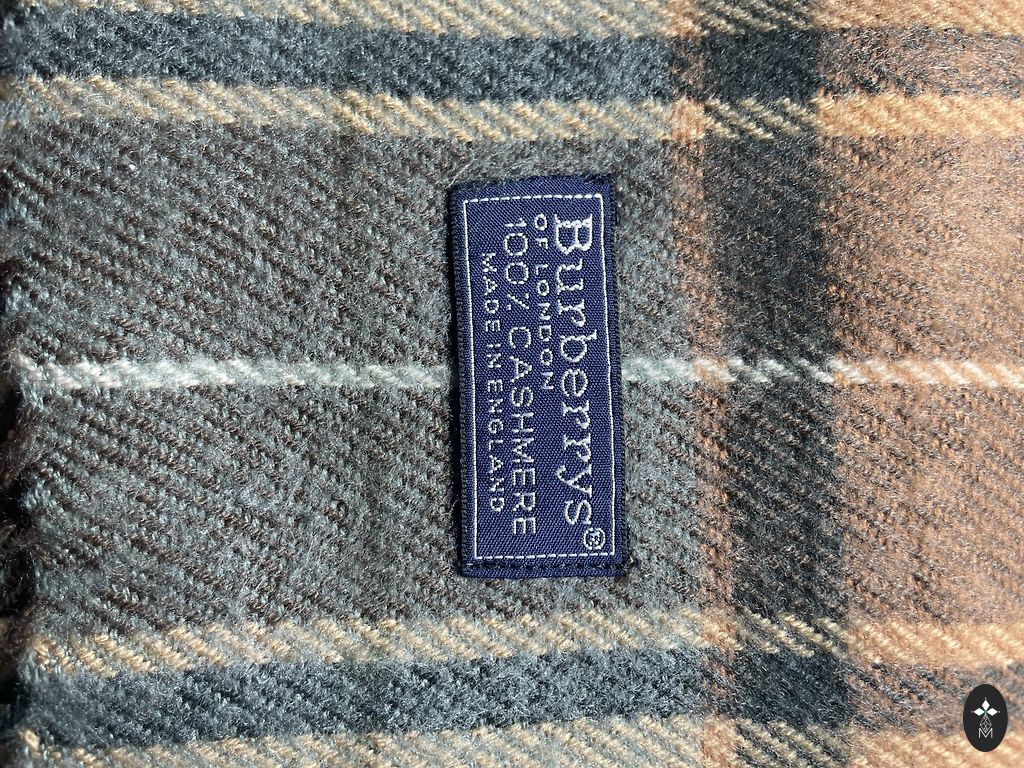 Burberrys®
OF LONDON
100% CASHMERE
MADE IN ENGLAND
M